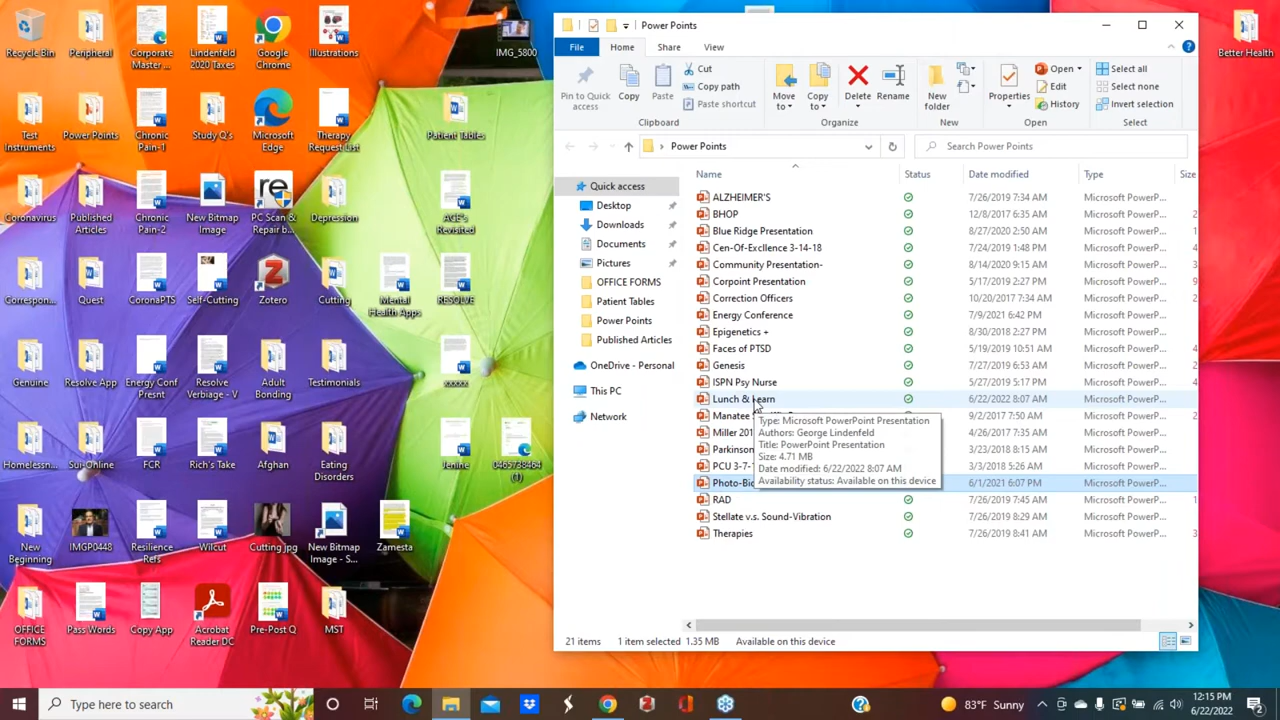 Recycle Bin
Peripheral
Corporate
Master ...
Lindenfeld
2020 Taxes
Google
Chrome
Illustrations
IMG_5800
Better Health
Test
Instruments
Power Points
Chronic
Pain-1
Study Q's
Microsoft
Edge
Therapy
Request List
Patient Tables
Coronavirus
Published
Articles
Chronic
Pain-2
New Bitmap
Image
PC Scan &
Repair b...
Depression
ACE's
Revisited
Correspon...
Quest
CoronaPTS
Self-Cutting
Zotero
Cutting
Mental
Health Apps
RESOLVE
Genuine
Resolve App
Energy Conf
Presnt
Resolve
Verbiage - V
Adult
Bonding
Testimonials
xxxxx
Homelessn...
Sui-Online
FCR
Rich's Take
Afghan
Eating
Disorders
Jenine
0465738464
(1)
New
Beginning
IMGP0448
Resilience
Refs
Wilcut
Cutting jpg
New Bitmap
Image - S...
Zamesta
OFFICE
FORMS
Pass Words
Copy App
Acrobat
Reader DC
Pre-Post Q
MST
Power Points
File
Home
Share
View
Pin to Quick
access
Copy
Paste
Cut
Copy path
Paste shortcut
Clipboard
Move
to
Copy
to
Delete
Rename
Organize
New
folder
New
Properties
Open
Edit
History
Open
Select all
Select none
Invert selection
Select
Power Points
Search Power Points
Quick access
Desktop
Downloads
Documents
Pictures
OFFICE FORMS
Patient Tables
Power Points
Published Articles
OneDrive - Personal
This PC
Network
Name Status Date modified Type Size
ALZHEIMER'S 7/26/2019 7:34 AM Microsoft PowerP...
BHOP 12/8/2017 6:35 AM Microsoft PowerP... 2
Blue Ridge Presentation 8/27/2020 2:50 AM Microsoft PowerP... 1
Cen-Of-Excllence 3-14-18 7/24/2019 1:48 PM Microsoft PowerP... 4
Community Presentation- 8/14/2020 9:15 AM Microsoft PowerP... 2
Corpoint Presentation 5/17/2019 2:27 PM Microsoft PowerP... 9
Correction Officers 10/20/2017 7:34 AM Microsoft PowerP...
Energy Conference 7/9/2021 6:42 PM Microsoft PowerP...
Epigenetics + 8/30/2018 2:27 PM Microsoft PowerP...
Faces of PTSD 5/19/2019 10:51 AM Microsoft PowerP... 4
Genesis 7/27/2019 6:53 AM Microsoft PowerP...
ISPN Psy Nurse 5/27/2019 5:17 PM Microsoft PowerP... 4
Lunch & Learn 6/22/2022 8:07 AM Microsoft PowerP... 4
Manatee 9/2/2017 7:50 AM Microsoft PowerP...
Miller 201 4/26/2017 7:35 AM Microsoft PowerP...
Parkinson 3/23/2018 8:15 AM Microsoft PowerP...
PCU 3-7-1 3/3/2018 5:26 AM Microsoft PowerP...
Photo-Bio 6/1/2021 6:07 PM Microsoft PowerP...
RAD 7/26/2019 7:45 AM Microsoft PowerP... 1
Stellate v.s. Sound-Vibration 7/26/2019 8:29 AM Microsoft PowerP...
Therapies 7/26/2019 8:41 AM Microsoft PowerP... 3
Type: Microsoft PowerPoint Presentation
Authors: George Lindenfeld
Title: PowerPoint Presentation
Size: 4.71 MB
Date modified: 6/22/2022 8:07 AM
Availability status: Available on this device
21 items 1 item selected 1.35 MB Available on this device
Type here to search
83°F Sunny
12:15 PM
6/22/2022
2